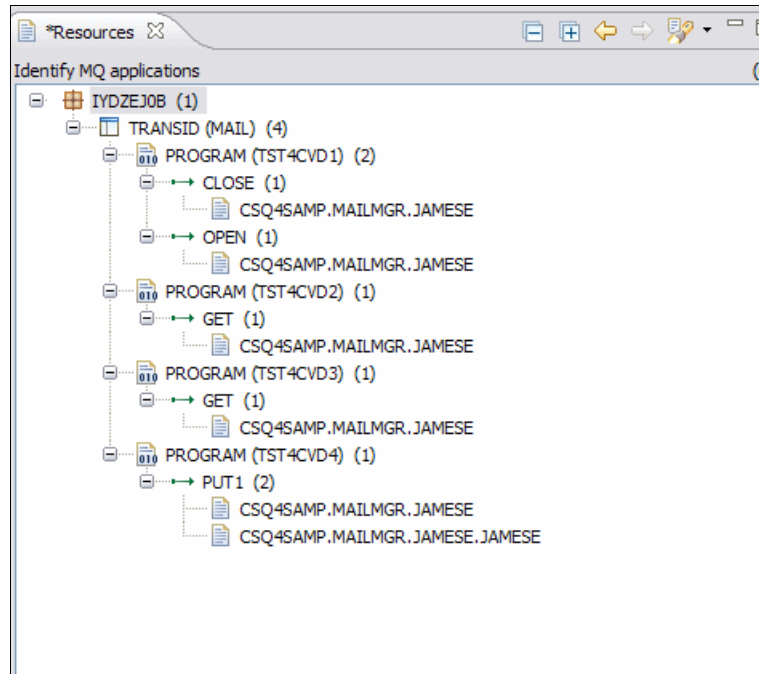 *Resources
Identify MQ applications
IYDZEJ0B (1)
TRANSID (MAIL) (4)
PROGRAM (TST4CVD1) (2)
CLOSE (1)
CSQ4SAMP.MAILMGR.JAMESE
OPEN (1)
CSQ4SAMP.MAILMGR.JAMESE
PROGRAM (TST4CVD2) (1)
GET (1)
CSQ4SAMP.MAILMGR.JAMESE
PROGRAM (TST4CVD3) (1)
GET (1)
CSQ4SAMP.MAILMGR.JAMESE
PROGRAM (TST4CVD4) (1)
PUT1 (2)
CSQ4SAMP.MAILMGR.JAMESE
CSQ4SAMP.MAILMGR.JAMESE.JAMESE